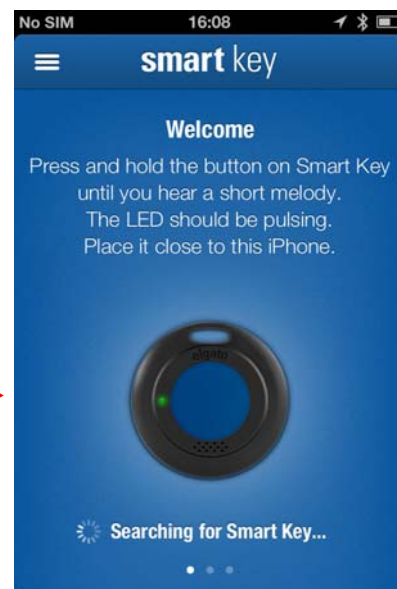 No SIM 16:08
smart key
Welcome
Press and hold the button on Smart Key
until you hear a short melody.
The LED should be pulsing.
Place it close to this iPhone.
elgato
Searching for Smart Key...